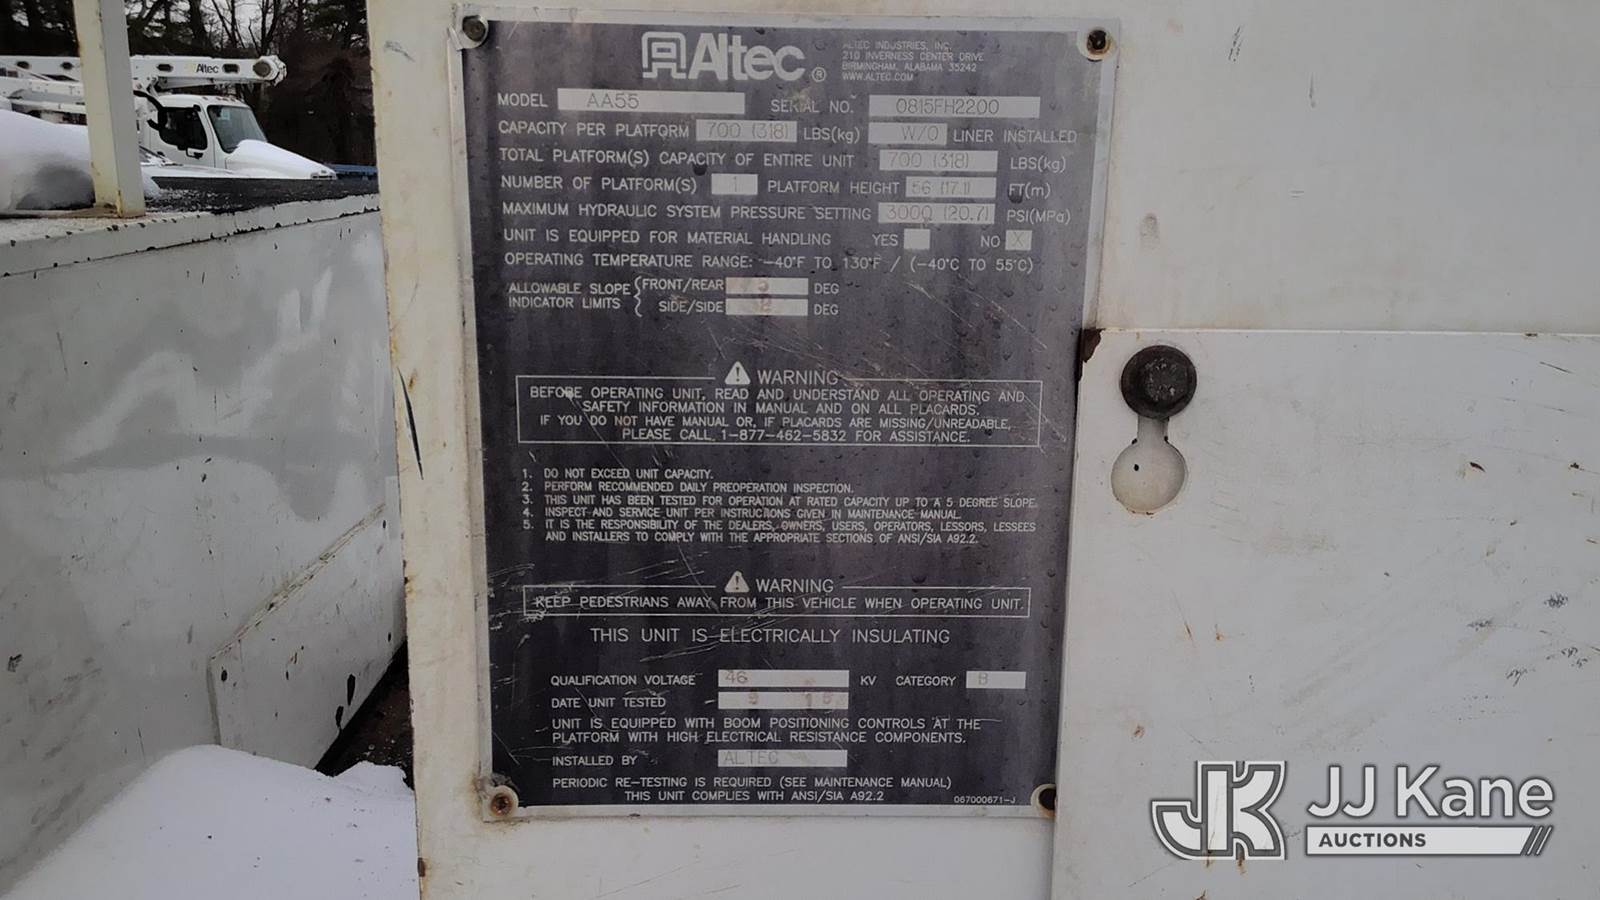 Altec
Altec ®
ALTEC INDUSTRIES, INC.
210 INVERNESS CENTER DRIVE
BIRMINGHAM, ALABAMA 35242
WWW.ALTEC.COM
MODEL AA55 SERIAL NO. 0815FH2200
CAPACITY PER PLATFORM 700 (318) LBS(kg) W/O LINER INSTALLED
TOTAL PLATFORM(S) CAPACITY OF ENTIRE UNIT 700 (318) LBS(kg)
NUMBER OF PLATFORM(S) 1 PLATFORM HEIGHT 56 (17.1) FT(m)
MAXIMUM HYDRAULIC SYSTEM PRESSURE SETTING 3000 (20.7) PSI(MPa)
UNIT IS EQUIPPED FOR MATERIAL HANDLING YES NO X
OPERATING TEMPERATURE RANGE: -40°F TO 130°F / (-40°C TO 55°C)
ALLOWABLE SLOPE FRONT/REAR 5 DEG
INDICATOR LIMITS SIDE/SIDE DEG
WARNING
BEFORE OPERATING UNIT, READ AND UNDERSTAND ALL OPERATING AND
SAFETY INFORMATION IN MANUAL AND ON ALL PLACARDS.
IF YOU DO NOT HAVE MANUAL OR, IF PLACARDS ARE MISSING/UNREADABLE,
PLEASE CALL 1-877-462-5832 FOR ASSISTANCE.
1. DO NOT EXCEED UNIT CAPACITY.
2. PERFORM RECOMMENDED DAILY PREOPERATION INSPECTION.
3. THIS UNIT HAS BEEN TESTED FOR OPERATION AT RATED CAPACITY UP TO A 5 DEGREE SLOPE.
4. INSPECT AND SERVICE UNIT PER INSTRUCTIONS GIVEN IN MAINTENANCE MANUAL.
5. IT IS THE RESPONSIBILITY OF THE DEALERS, OWNERS, USERS, OPERATORS, LESSORS, LESSEES
AND INSTALLERS TO COMPLY WITH THE APPROPRIATE SECTIONS OF ANSI/SIA A92.2.
WARNING
KEEP PEDESTRIANS AWAY FROM THIS VEHICLE WHEN OPERATING UNIT.
THIS UNIT IS ELECTRICALLY INSULATING
QUALIFICATION VOLTAGE 46 KV CATEGORY B
DATE UNIT TESTED
UNIT IS EQUIPPED WITH BOOM POSITIONING CONTROLS AT THE
PLATFORM WITH HIGH ELECTRICAL RESISTANCE COMPONENTS.
INSTALLED BY ALTEC
PERIODIC RE-TESTING IS REQUIRED (SEE MAINTENANCE MANUAL)
THIS UNIT COMPLIES WITH ANSI/SIA A92.2
067000671-J
JK JJ Kane
AUCTIONS